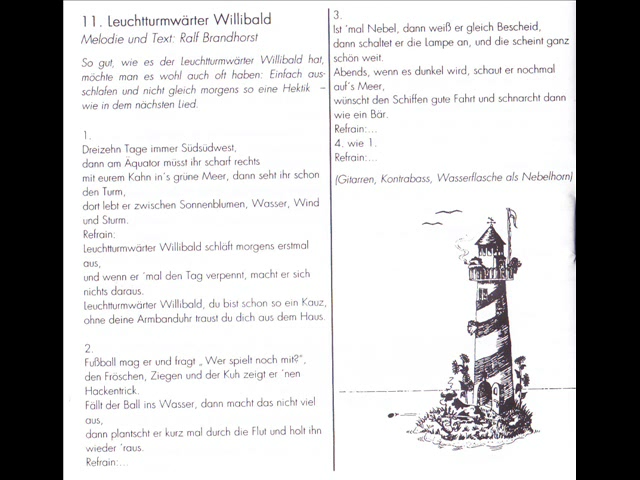 11. Leuchtturmwärter Willibald
Melodie und Text: Ralf Brandhorst
So gut, wie es der Leuchtturmwärter Willibald hat,
möchte man es wohl auch oft haben: Einfach aus-
schlafen und nicht gleich morgens so eine Hektik –
wie in dem nächsten Lied.
1.
Dreizehn Tage immer Südsüdwest,
dann am Äquator müsst ihr scharf rechts
mit eurem Kahn in´s grüne Meer, dann seht ihr schon
den Turm,
dort lebt er zwischen Sonnenblumen, Wasser, Wind
und Sturm.
Refrain:
Leuchtturmwärter Willibald schläft morgens erstmal
aus,
und wenn er ´mal den Tag verpennt, macht er sich
nichts daraus.
Leuchtturmwärter Willibald, du bist schon so ein Kauz,
ohne deine Armbanduhr traust du dich aus dem Haus.
2.
Fußball mag er und fragt „ Wer spielt noch mit?“,
den Fröschen, Ziegen und der Kuh zeigt er ´nen
Hackentrick.
Fällt der Ball ins Wasser, dann macht das nicht viel
aus,
dann plantscht er kurz mal durch die Flut und holt ihn
wieder ´raus.
Refrain:...
3.
Ist ´mal Nebel, dann weiß er gleich Bescheid,
dann schaltet er die Lampe an, und die scheint ganz
schön weit.
Abends, wenn es dunkel wird, schaut er nochmal
auf´s Meer,
wünscht den Schiffen gute Fahrt und schnarcht dann
wie ein Bär.
Refrain:...
4. wie 1.
Refrain:...
(Gitarren, Kontrabass, Wasserflasche als Nebelhorn)